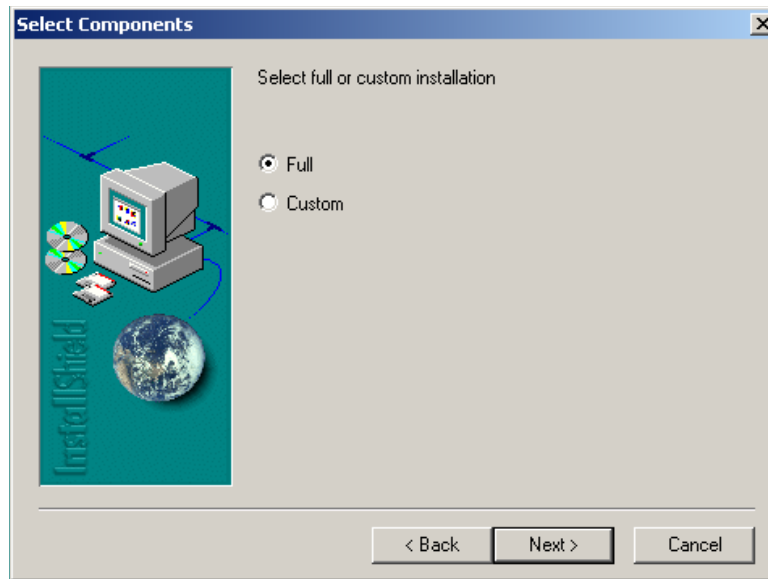 Select Components
Select full or custom installation
Full
Custom
InstallShield
< Back
Next >
Cancel